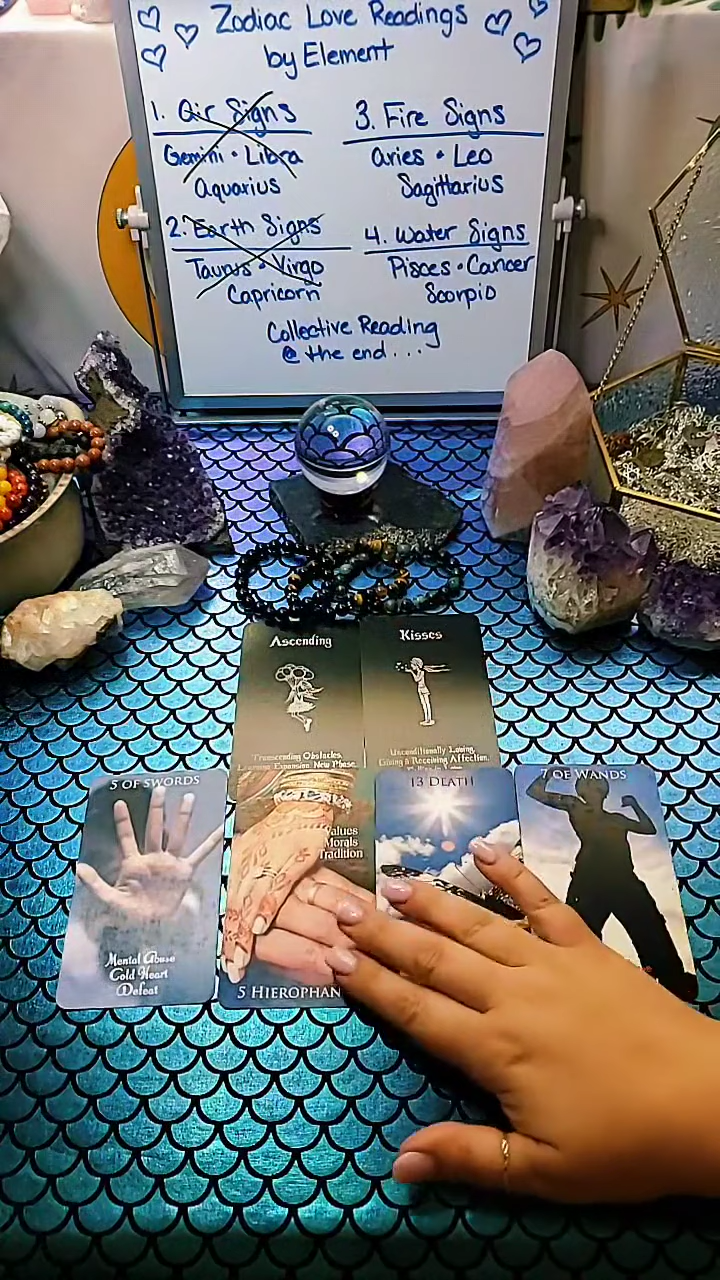 Zodiac Love Readings
by Element
1. Air Signs
Gemini • Libra
Aquarius
2. Earth Signs
Taurus • Virgo
Capricorn
3. Fire Signs
Aries • Leo
Sagittarius
4. Water Signs
Pisces • Cancer
Scorpio
Collective Reading
@ the end...
Ascending
Transcending Obstacles.
Expansion. New Phase.
Kisses
Unconditionally Loving.
Giving & Receiving Affection.
5 OF SWORDS
Mental Abuse
Cold Heart
Defeat
Values
Morals
Tradition
5 HIEROPHAN
13 DEATH
7 OF WANDS